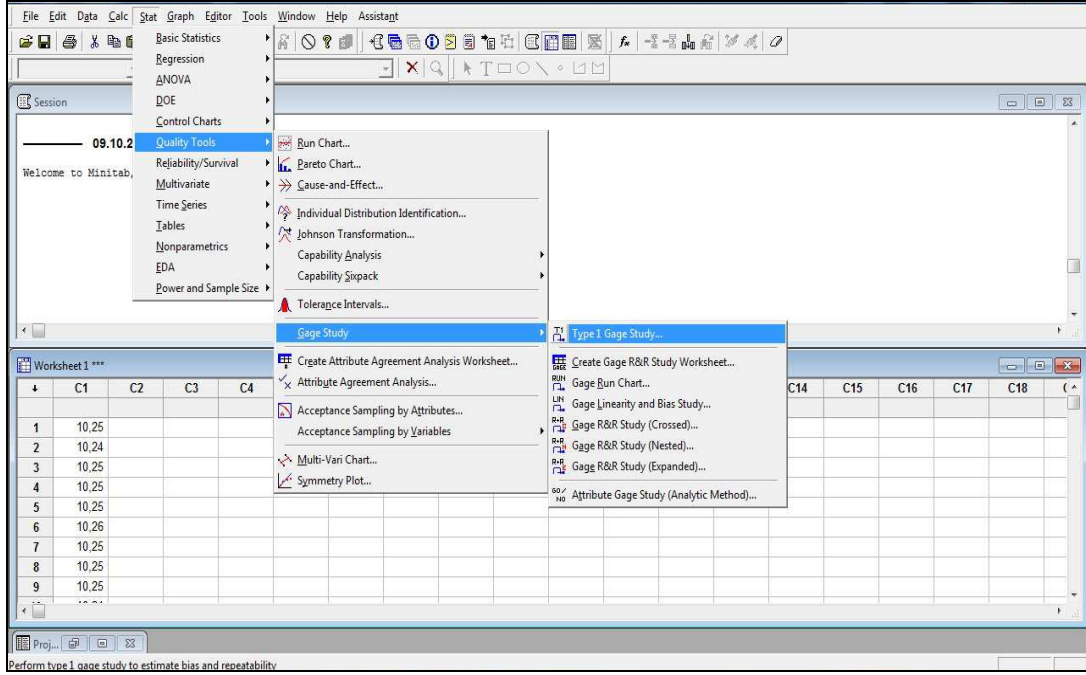 File Edit Data Calc Stat Graph Editor Tools Window Help Assistant
Basic Statistics
Regression
ANOVA
DOE
Control Charts
Quality Tools
Reliability/Survival
Multivariate
Time Series
Tables
Nonparametrics
EDA
Power and Sample Size
Session
09.10.2
Welcome to Minitab,
Run Chart...
Pareto Chart...
Cause-and-Effect...
Individual Distribution Identification...
Johnson Transformation...
Capability Analysis
Capability Sixpack
Tolerance Intervals...
Gage Study
Create Attribute Agreement Analysis Worksheet...
Attribute Agreement Analysis...
Acceptance Sampling by Attributes...
Acceptance Sampling by Variables
Multi-Vari Chart...
Symmetry Plot...
Type 1 Gage Study...
Create Gage R&R Study Worksheet...
Gage Run Chart...
Gage Linearity and Bias Study...
Gage R&R Study (Crossed)...
Gage R&R Study (Nested)...
Gage R&R Study (Expanded)...
Attribute Gage Study (Analytic Method)...
Worksheet 1 ***
C1 C2 C3 C4 C14 C15 C16 C17 C18
1 10,25
2 10,24
3 10,25
4 10,25
5 10,25
6 10,26
7 10,25
8 10,25
9 10,25
Proj...
Perform type 1 gage study to estimate bias and repeatability